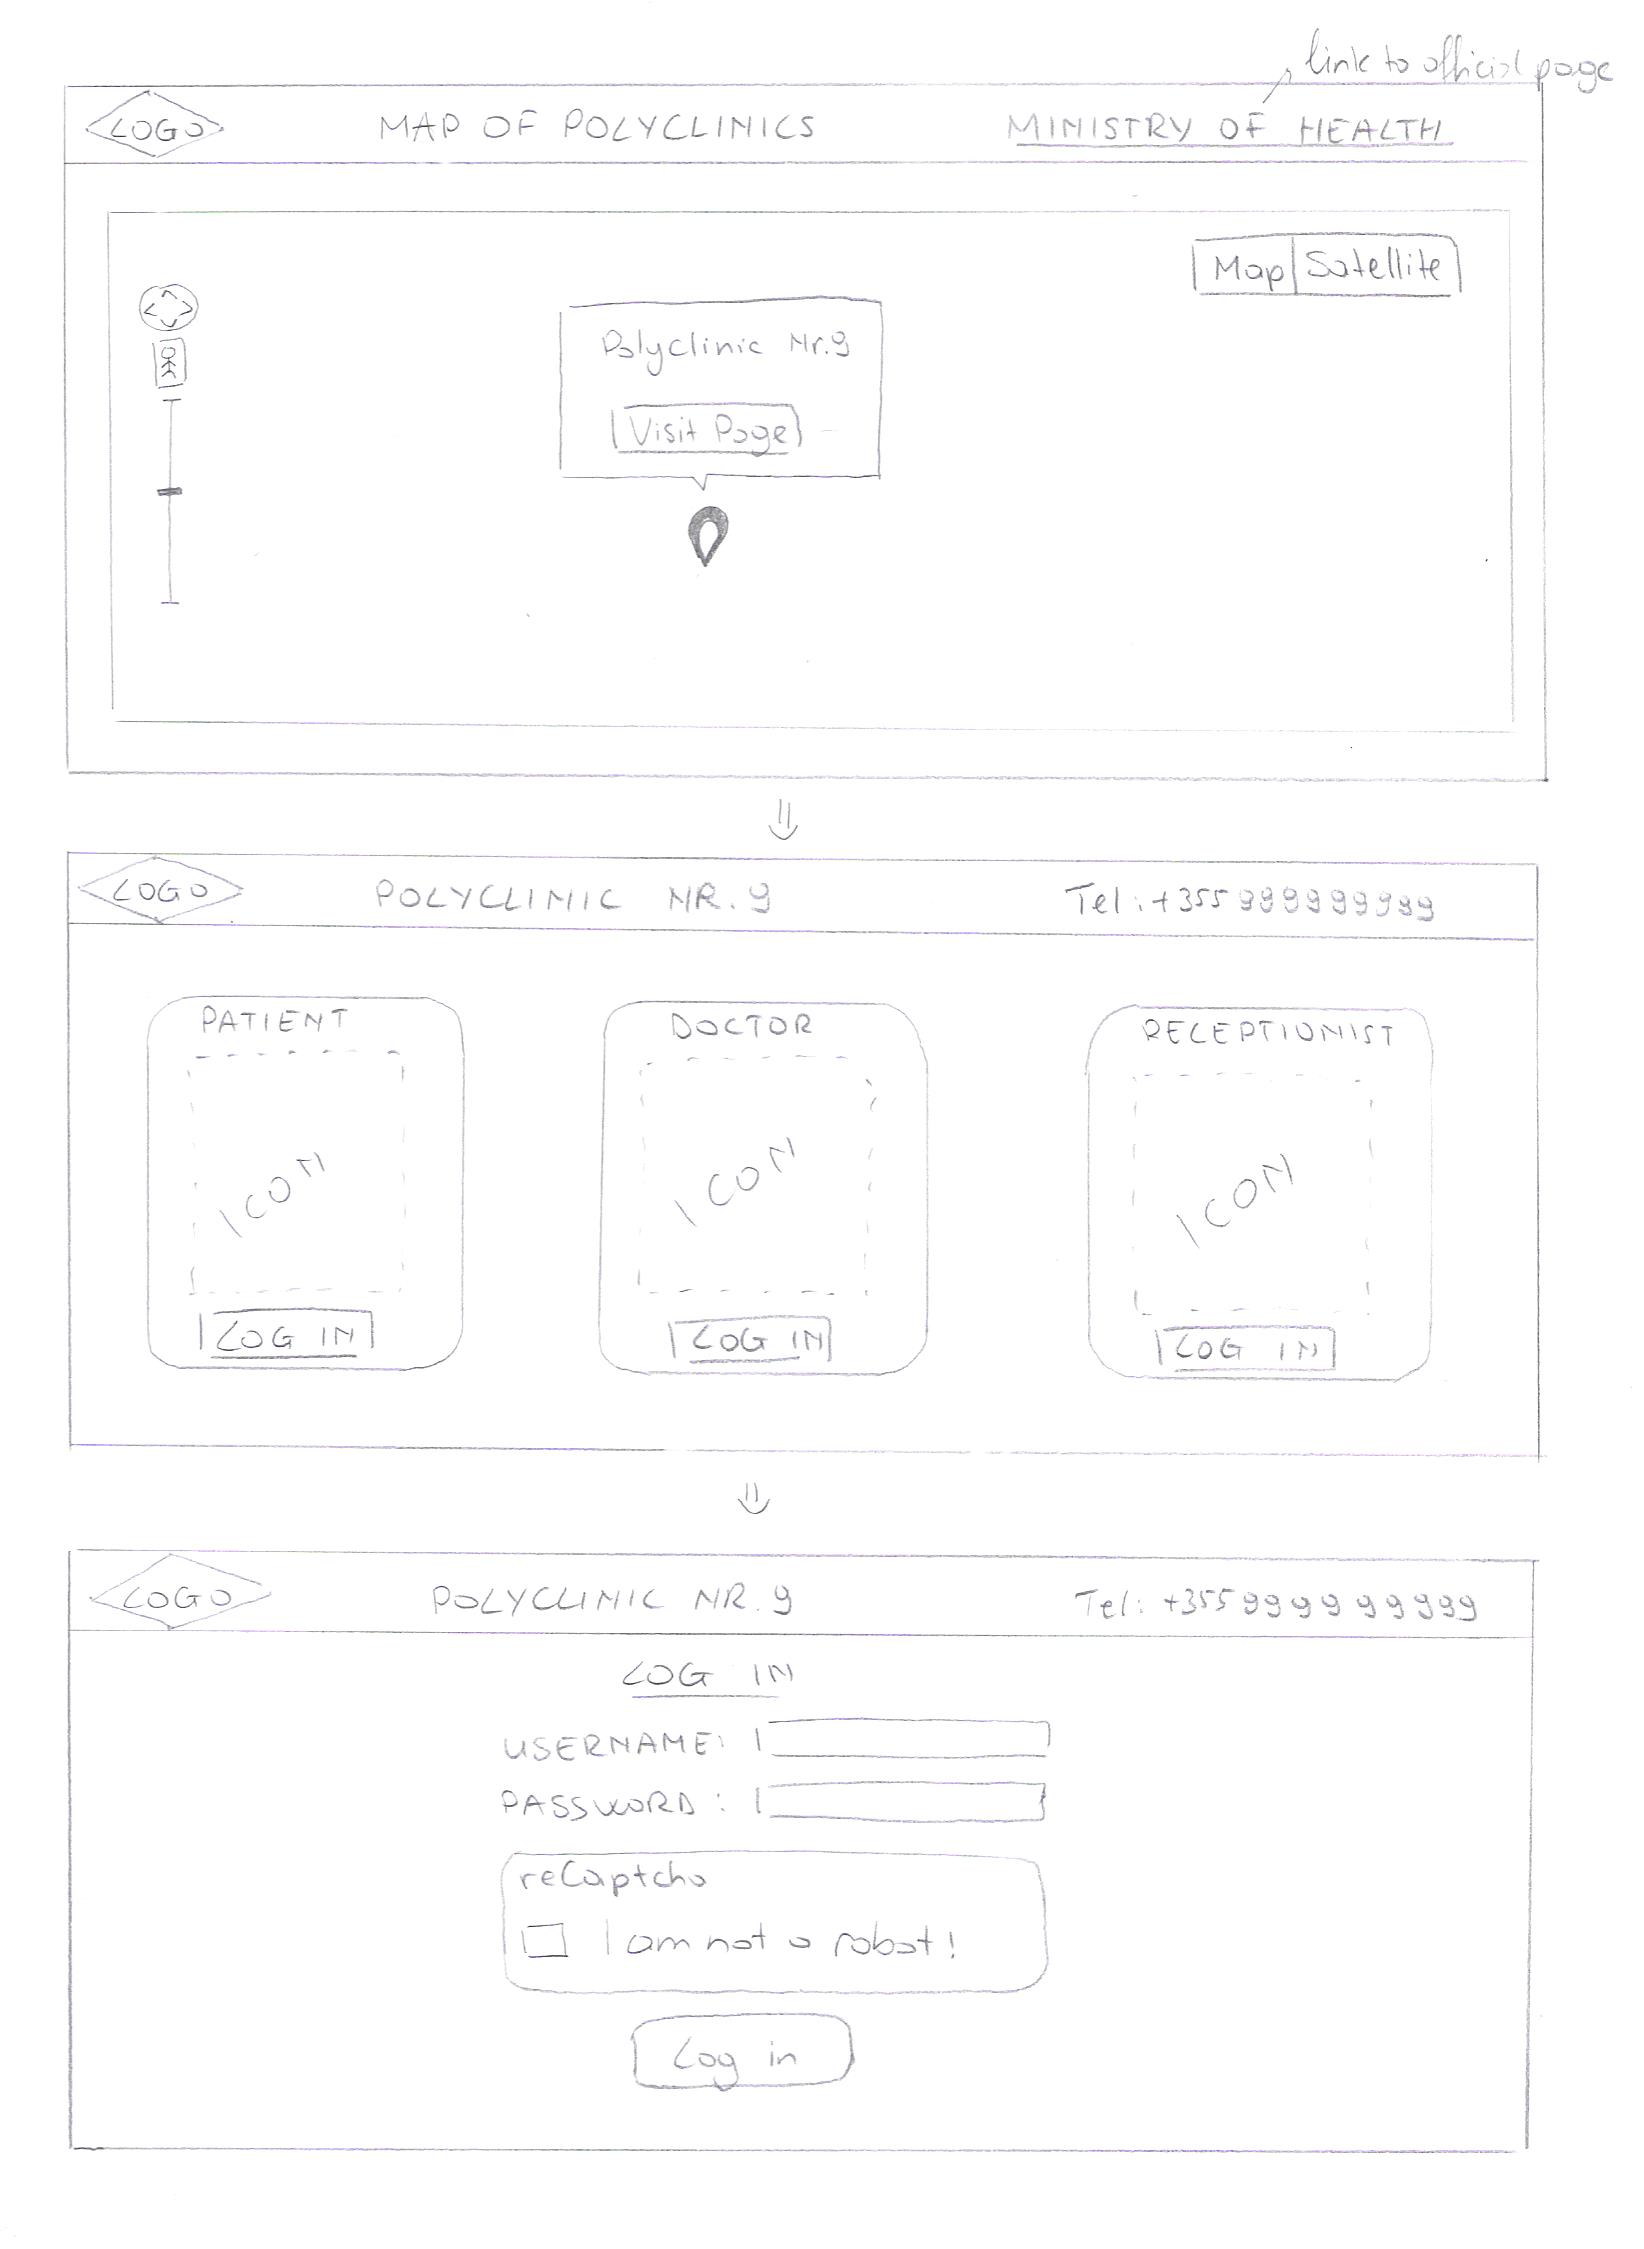 link to official page
LOGO MAP OF POLYCLINICS MINISTRY OF HEALTH
Map Satellite
Polyclinic Nr.9
Visit Page
LOGO POLYCLINIC NR.9 Tel:+355 999999999
PATIENT DOCTOR RECEPTIONIST
ICON ICON ICON
LOG IN LOG IN LOG IN
LOGO POLYCLINIC NR.9 Tel: +355 9999 99999
LOG IN
USERNAME:
PASSWORD:
reCaptcha
I am not a robot!
Log in